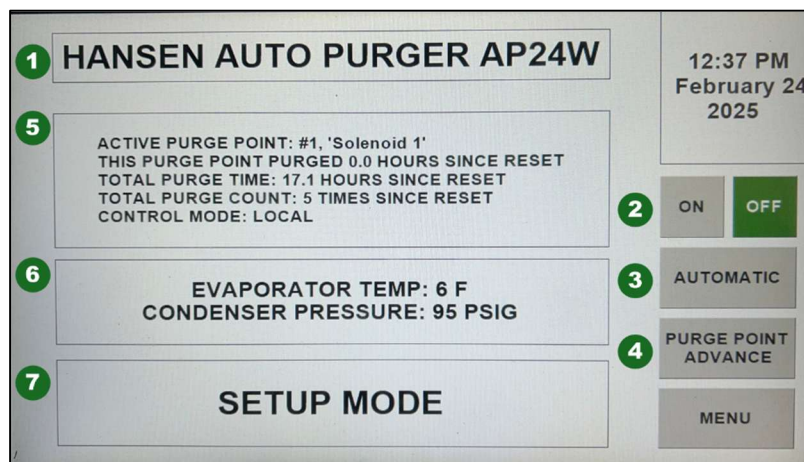 1 HANSEN AUTO PURGER AP24W
12:37 PM
February 24
2025
5
ACTIVE PURGE POINT: #1, 'Solenoid 1'
THIS PURGE POINT PURGED 0.0 HOURS SINCE RESET
TOTAL PURGE TIME: 17.1 HOURS SINCE RESET
TOTAL PURGE COUNT: 5 TIMES SINCE RESET
CONTROL MODE: LOCAL
2 ON OFF
6
EVAPORATOR TEMP: 6 F
CONDENSER PRESSURE: 95 PSIG
3 AUTOMATIC
4 PURGE POINT
ADVANCE
7
SETUP MODE
MENU